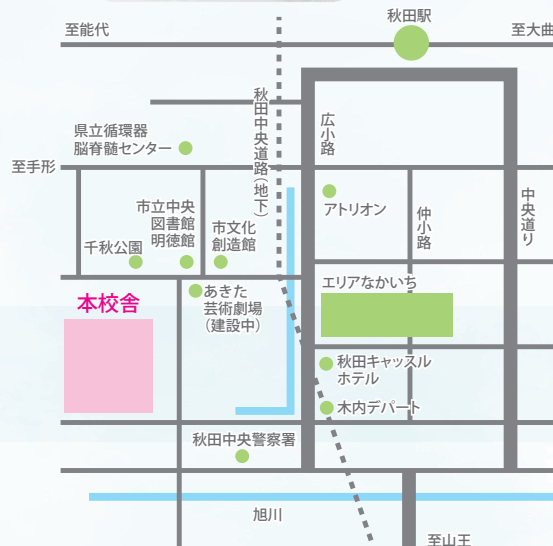 秋田駅
至能代
至大曲
秋田中央道路(地下)
広小路
県立循環器
脳脊髄センター
至手形
アトリオン
仲小路
中央通り
市立中央
図書館
明徳館
市文化
創造館
千秋公園
エリアなかいち
あきた
芸術劇場
(建設中)
本校舎
秋田キャッスル
ホテル
木内デパート
秋田中央警察署
旭川
至山王